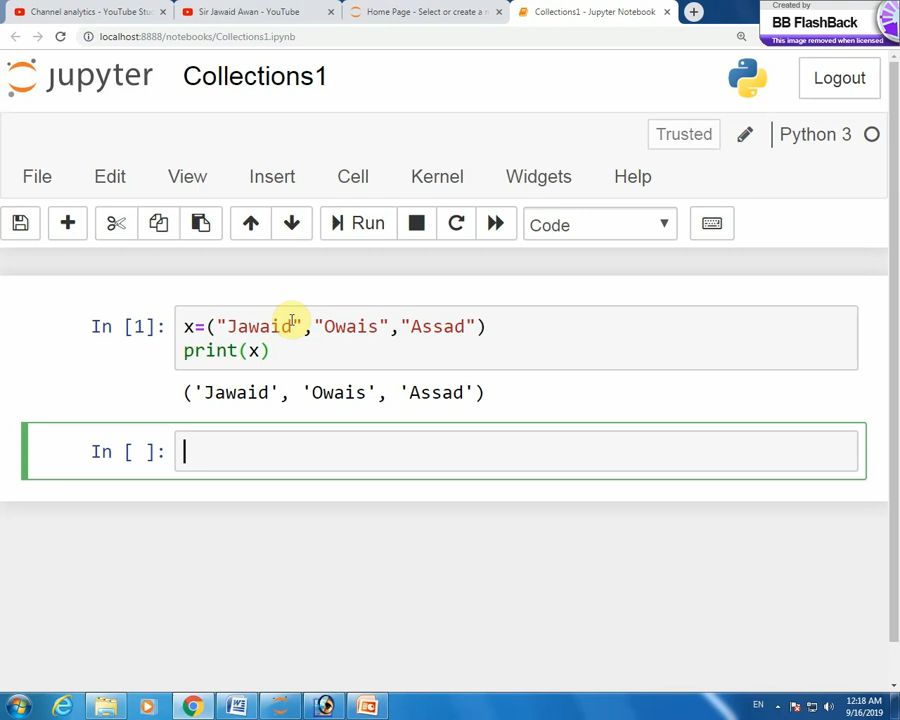 Created by
BB FlashBack
This image removed when licensed
Channel analytics - YouTube Stu
Sir Jawaid Awan - YouTube
Home Page - Select or create a n
Collections1 - Jupyter Notebook
localhost:8888/notebooks/Collections1.ipynb
jupyter
Collections1
Logout
Trusted
Python 3
File Edit View Insert Cell Kernel Widgets Help
Run
Code
In [1]: x=("Jawaid","Owais","Assad")
print(x)
('Jawaid', 'Owais', 'Assad')
In [ ]:
EN
12:18 AM
9/16/2019